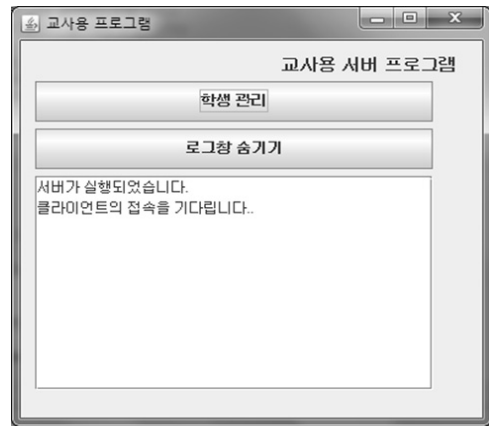 교사용 프로그램
교사용 서버 프로그램
학생 관리
로그창 숨기기
서버가 실행되었습니다.
클라이언트의 접속을 기다립니다..